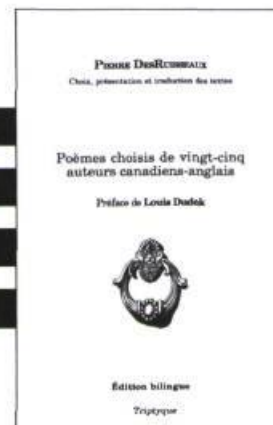 PIERRE DESRUISSEAUX
Choix, présentation et traduction des textes
Poèmes choisis de vingt-cinq
auteurs canadiens-anglais
Préface de Louis Dudek
Édition bilingue
Triptyque